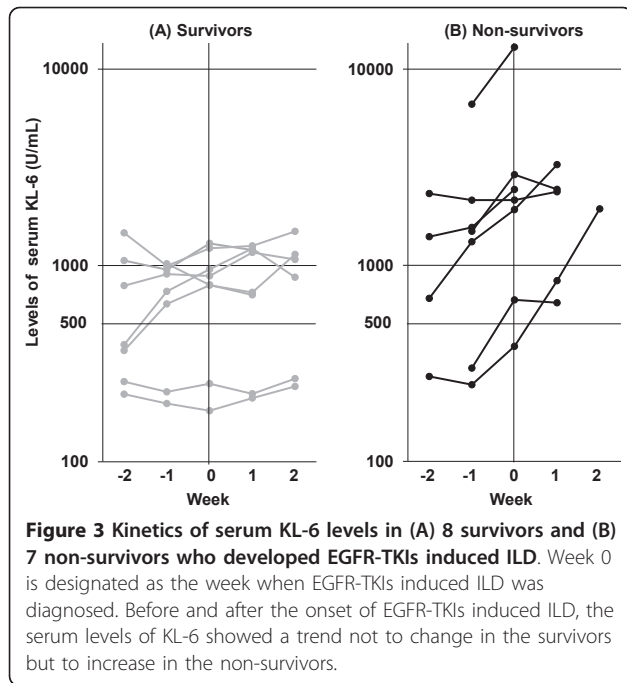 (A) Survivors
(B) Non-survivors
Levels of serum KL-6 (U/mL)
10000
1000
500
100
-2 -1 0 1 2
Week
10000
1000
500
100
-2 -1 0 1 2
Week
Figure 3 Kinetics of serum KL-6 levels in (A) 8 survivors and (B)
7 non-survivors who developed EGFR-TKIs induced ILD. Week 0
is designated as the week when EGFR-TKIs induced ILD was
diagnosed. Before and after the onset of EGFR-TKIs induced ILD, the
serum levels of KL-6 showed a trend not to change in the survivors
but to increase in the non-survivors.